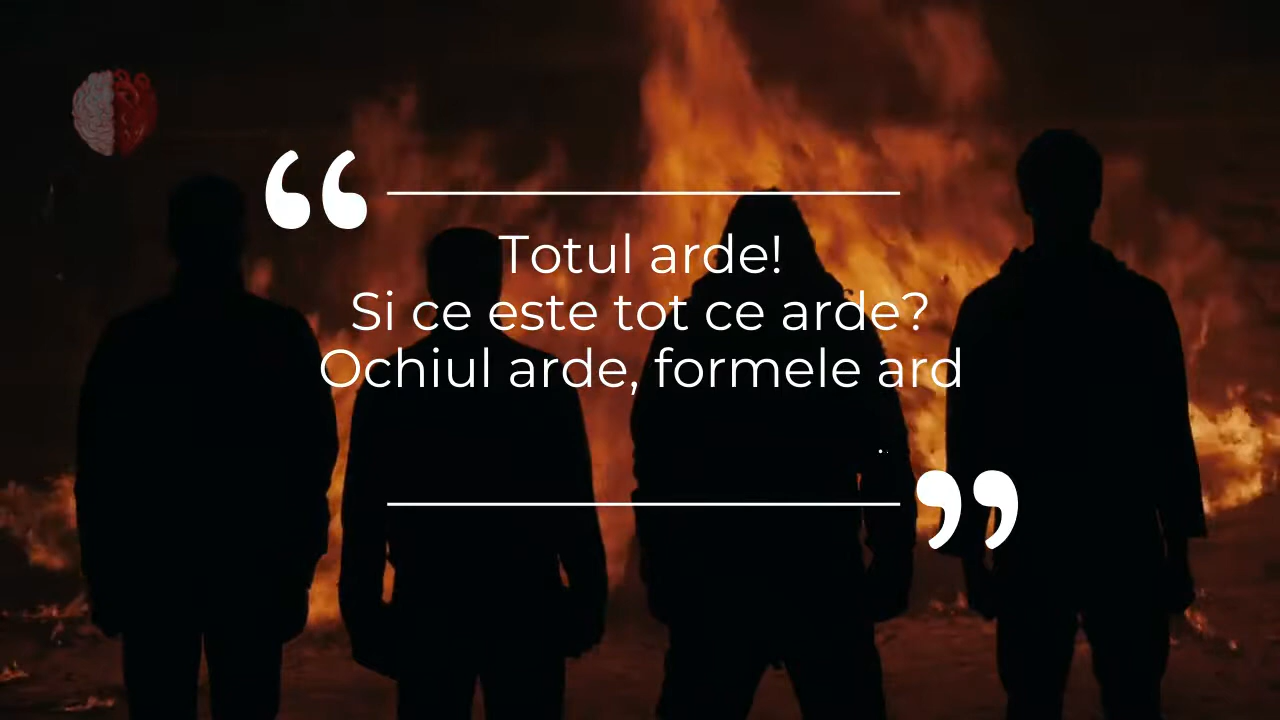 “
Totul arde!
Si ce este tot ce arde?
Ochiul arde, formele ard
”